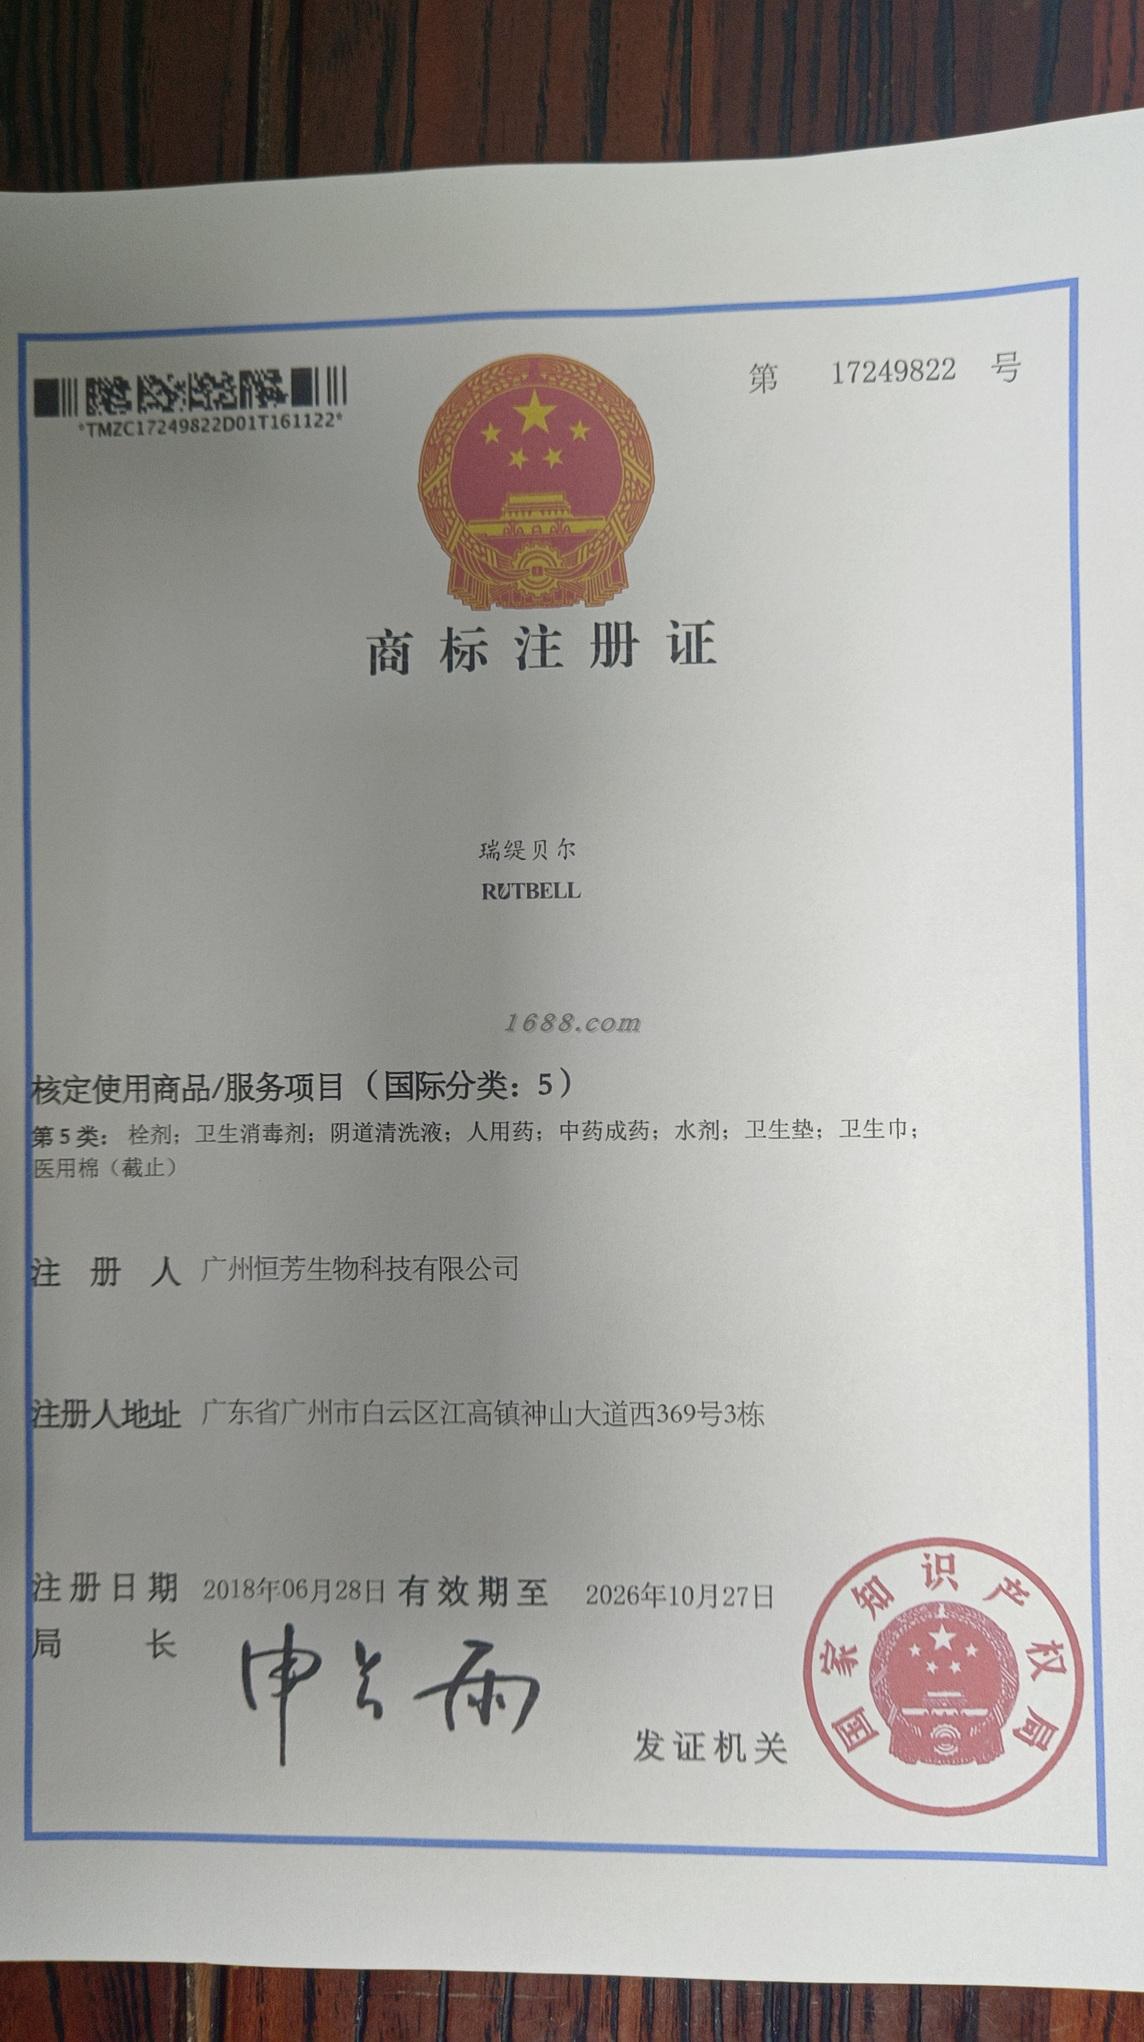 第 17249822 号
*TMZC17249822D01T161122*
商标注册证
瑞缇贝尔
RUTBELL
1688.com
核定使用商品/服务项目（国际分类：5）
第 5 类：栓剂；卫生消毒剂；阴道清洗液；人用药；中药成药；水剂；卫生垫；卫生巾；
医用棉（截止）
注 册 人 广州恒芳生物科技有限公司
注册人地址 广东省广州市白云区江高镇神山大道西369号3栋
注册日期 2018年06月28日 有效期至 2026年10月27日
局 长 申长雨
发证机关
国家知识产权局